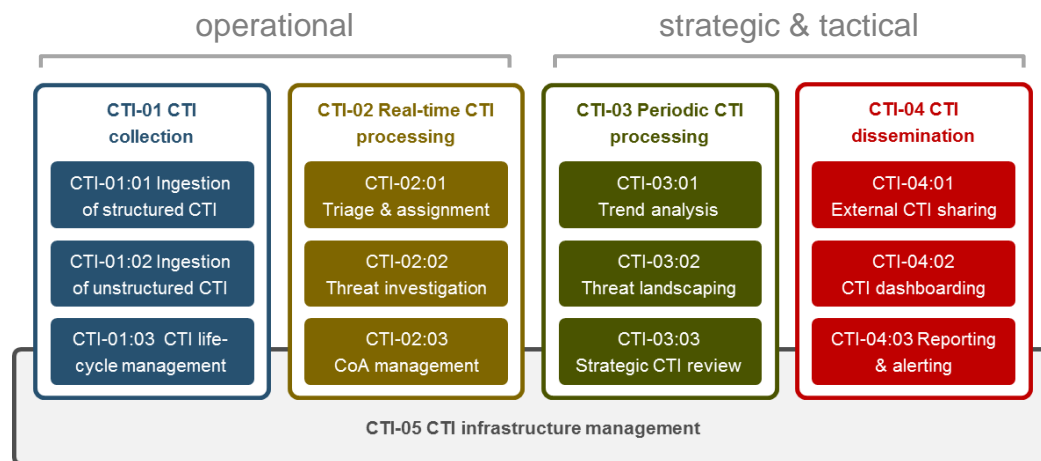 operational
strategic & tactical
CTI-01 CTI
collection
CTI-01:01 Ingestion
of structured CTI
CTI-01:02 Ingestion
of unstructured CTI
CTI-01:03 CTI life-
cycle management
CTI-02 Real-time CTI
processing
CTI-02:01
Triage & assignment
CTI-02:02
Threat investigation
CTI-02:03
CoA management
CTI-03 Periodic CTI
processing
CTI-03:01
Trend analysis
CTI-03:02
Threat landscaping
CTI-03:03
Strategic CTI review
CTI-04 CTI
dissemination
CTI-04:01
External CTI sharing
CTI-04:02
CTI dashboarding
CTI-04:03 Reporting
& alerting
CTI-05 CTI infrastructure management